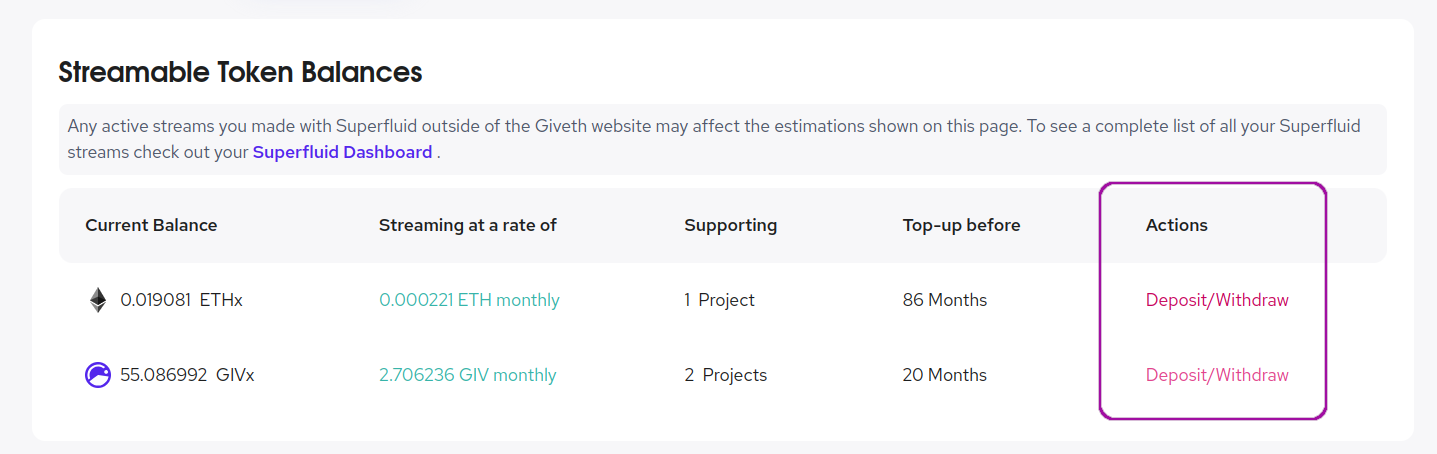 Streamable Token Balances
Any active streams you made with Superfluid outside of the Giveth website may affect the estimations shown on this page. To see a complete list of all your Superfluid
streams check out your Superfluid Dashboard .
Current Balance Streaming at a rate of Supporting Top-up before Actions
0.019081 ETHx 0.000221 ETH monthly 1 Project 86 Months Deposit/Withdraw
55.086992 GIVx 2.706236 GIV monthly 2 Projects 20 Months Deposit/Withdraw